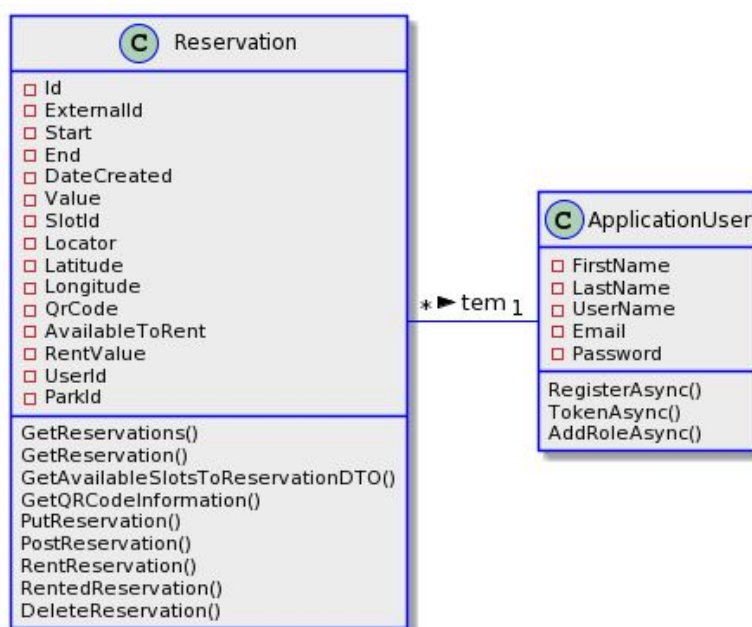 C Reservation
Id
ExternalId
Start
End
DateCreated
Value
SlotId
Locator
Latitude
Longitude
QrCode
AvailableToRent
RentValue
UserId
ParkId
GetReservations()
GetReservation()
GetAvailableSlotsToReservationDTO()
GetQRCodeInformation()
PutReservation()
PostReservation()
RentReservation()
RentedReservation()
DeleteReservation()
* ► tem 1
C ApplicationUser
FirstName
LastName
UserName
Email
Password
RegisterAsync()
TokenAsync()
AddRoleAsync()